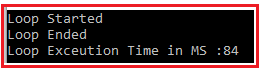 Loop Started
Loop Ended
Loop Exceution Time in MS :84